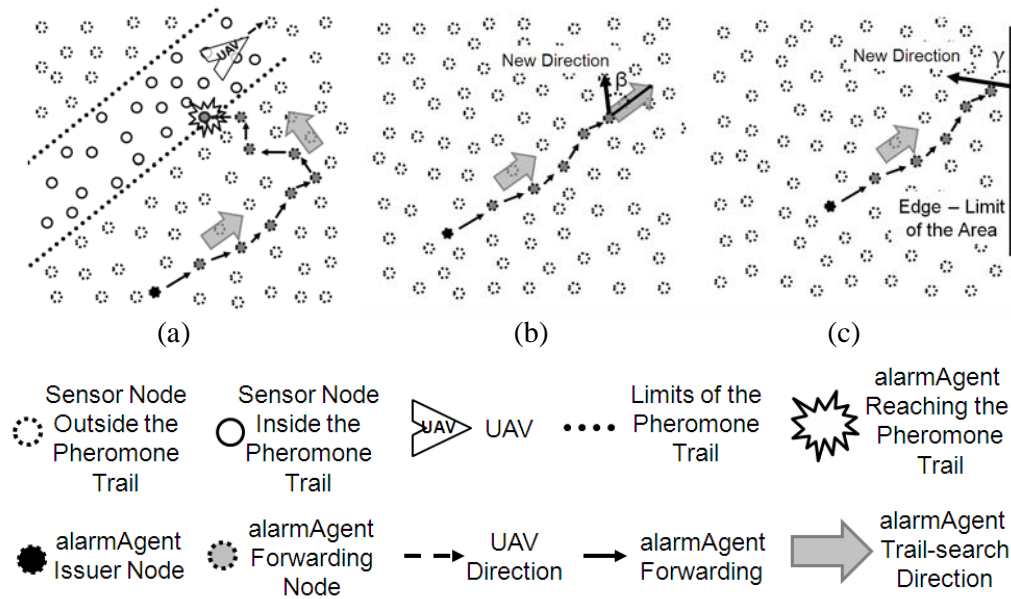 UAV
New Direction
β
New Direction
γ
Edge – Limit
of the Area
(a)
(b)
(c)
Sensor Node
Outside the
Pheromone
Trail
Sensor Node
Inside the
Pheromone
Trail
UAV
UAV
Limits of the
Pheromone
Trail
alarmAgent
Reaching the
Pheromone
Trail
alarmAgent
Issuer Node
alarmAgent
Forwarding
Node
UAV
Direction
alarmAgent
Forwarding
alarmAgent
Trail-search
Direction